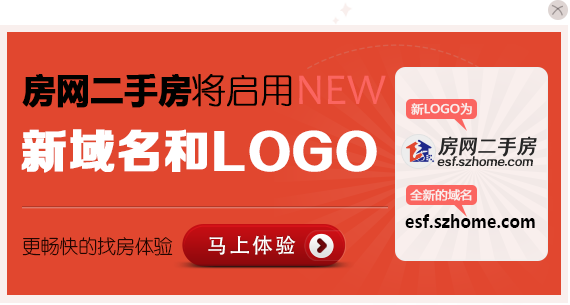 房网二手房将启用NEW
新域名和LOGO
更畅快的找房体验
马上体验
新LOGO为
房网二手房
esf.szhome.com
全新的域名
esf.szhome.com